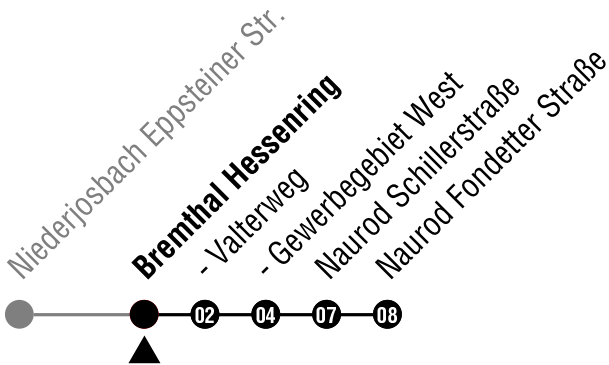 Niederjosbach Eppsteiner Str.
Bremthal Hessenring
- Valterweg
- Gewerbegebiet West
Naurod Schillerstraße
Naurod Fondetter Straße
02 04 07 08